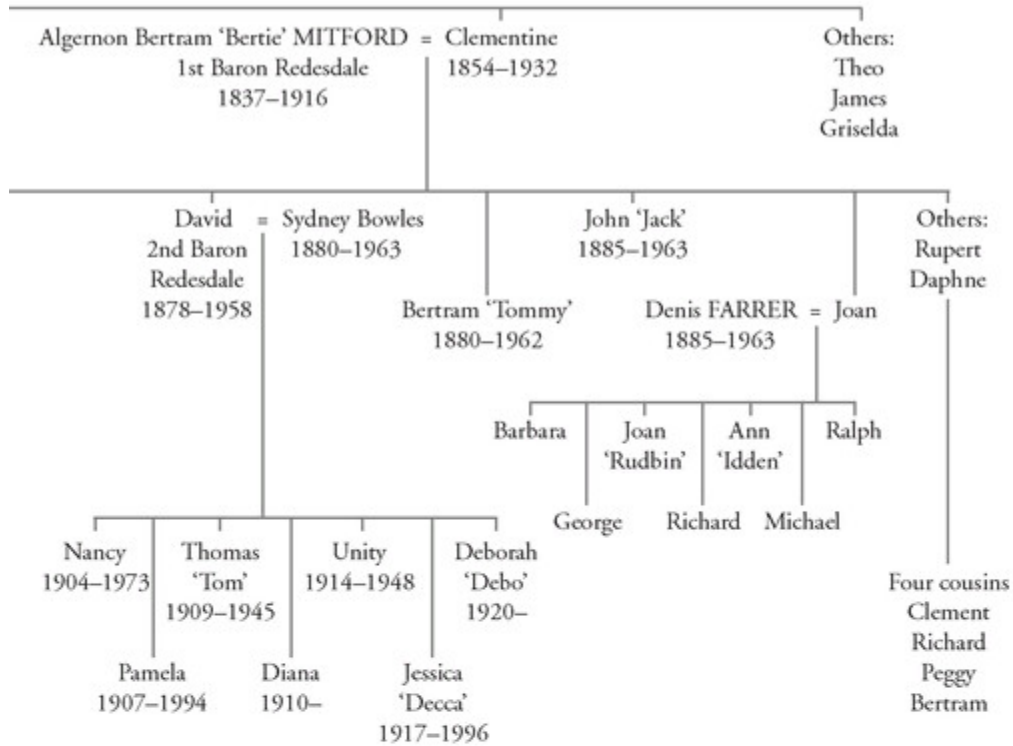 Algernon Bertram ‘Bertie’ MITFORD = Clementine
1st Baron Redesdale
1837–1916
1854–1932
Others:
Theo
James
Griselda
David = Sydney Bowles
2nd Baron
Redesdale
1878–1958
1880–1963
Bertram ‘Tommy’
1880–1962
John ‘Jack’
1885–1963
Denis FARRER = Joan
1885–1963
Others:
Rupert
Daphne
Barbara
George
Joan
‘Rudbin’
Richard
Ann
‘Idden’
Michael
Ralph
Nancy
1904–1973
Pamela
1907–1994
Thomas
‘Tom’
1909–1945
Diana
1910–
Unity
1914–1948
Jessica
‘Decca’
1917–1996
Deborah
‘Debo’
1920–
Four cousins
Clement
Richard
Peggy
Bertram